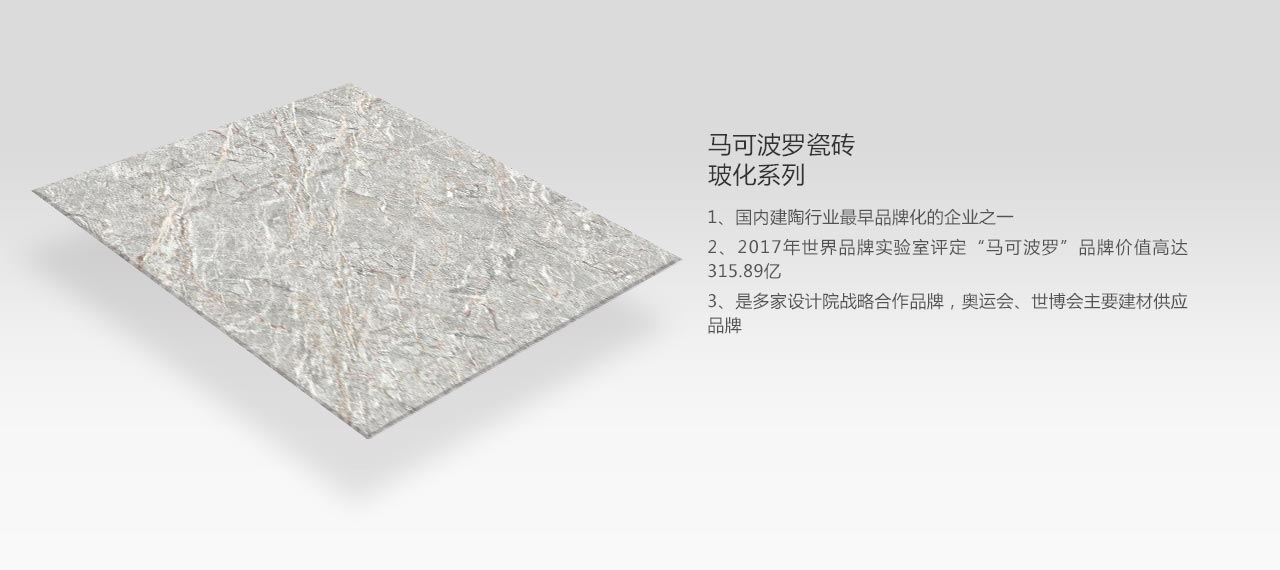 马可波罗瓷砖
玻化系列
1、国内建陶行业最早品牌化的企业之一
2、2017年世界品牌实验室评定“马可波罗”品牌价值高达
315.89亿
3、是多家设计院战略合作品牌，奥运会、世博会主要建材供应
品牌